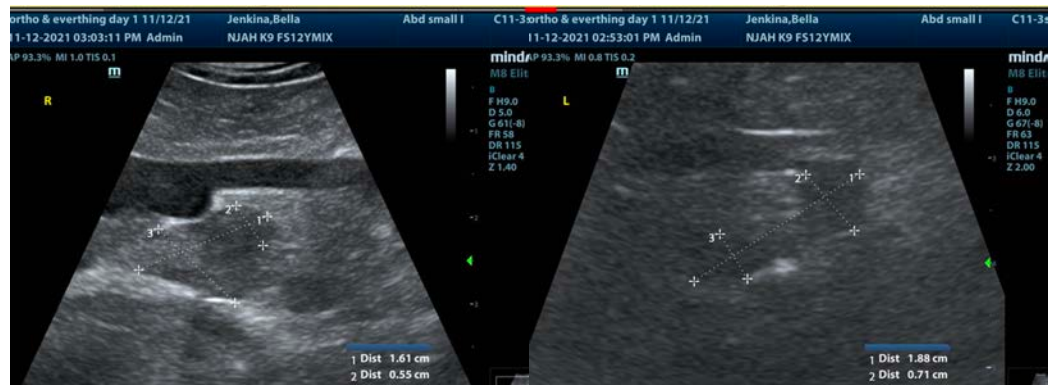 ortho & everthing day 1 11/12/21 Jenkina,Bella Abd small I C11-3s
11-12-2021 03:03:11 PM Admin NJAH K9 FS12YMIX
AP 93.3% MI 1.0 TIS 0.1
m
R
M8 Elit
B
F H9.0
D 5.0
G 61(-8)
FR 58
DR 115
iClear 4
Z 1.40
2
1
3
1 Dist 1.61 cm
2 Dist 0.55 cm
ortho & everthing day 1 11/12/21 Jenkina,Bella Abd small I C11-3s
11-12-2021 02:53:01 PM Admin NJAH K9 FS12YMIX
AP 93.3% MI 0.8 TIS 0.2
m
L
M8 Elit
B
F H9.0
D 6.0
G 67(-8)
FR 63
DR 115
iClear 4
Z 2.00
2
1
3
1 Dist 1.88 cm
2 Dist 0.71 cm